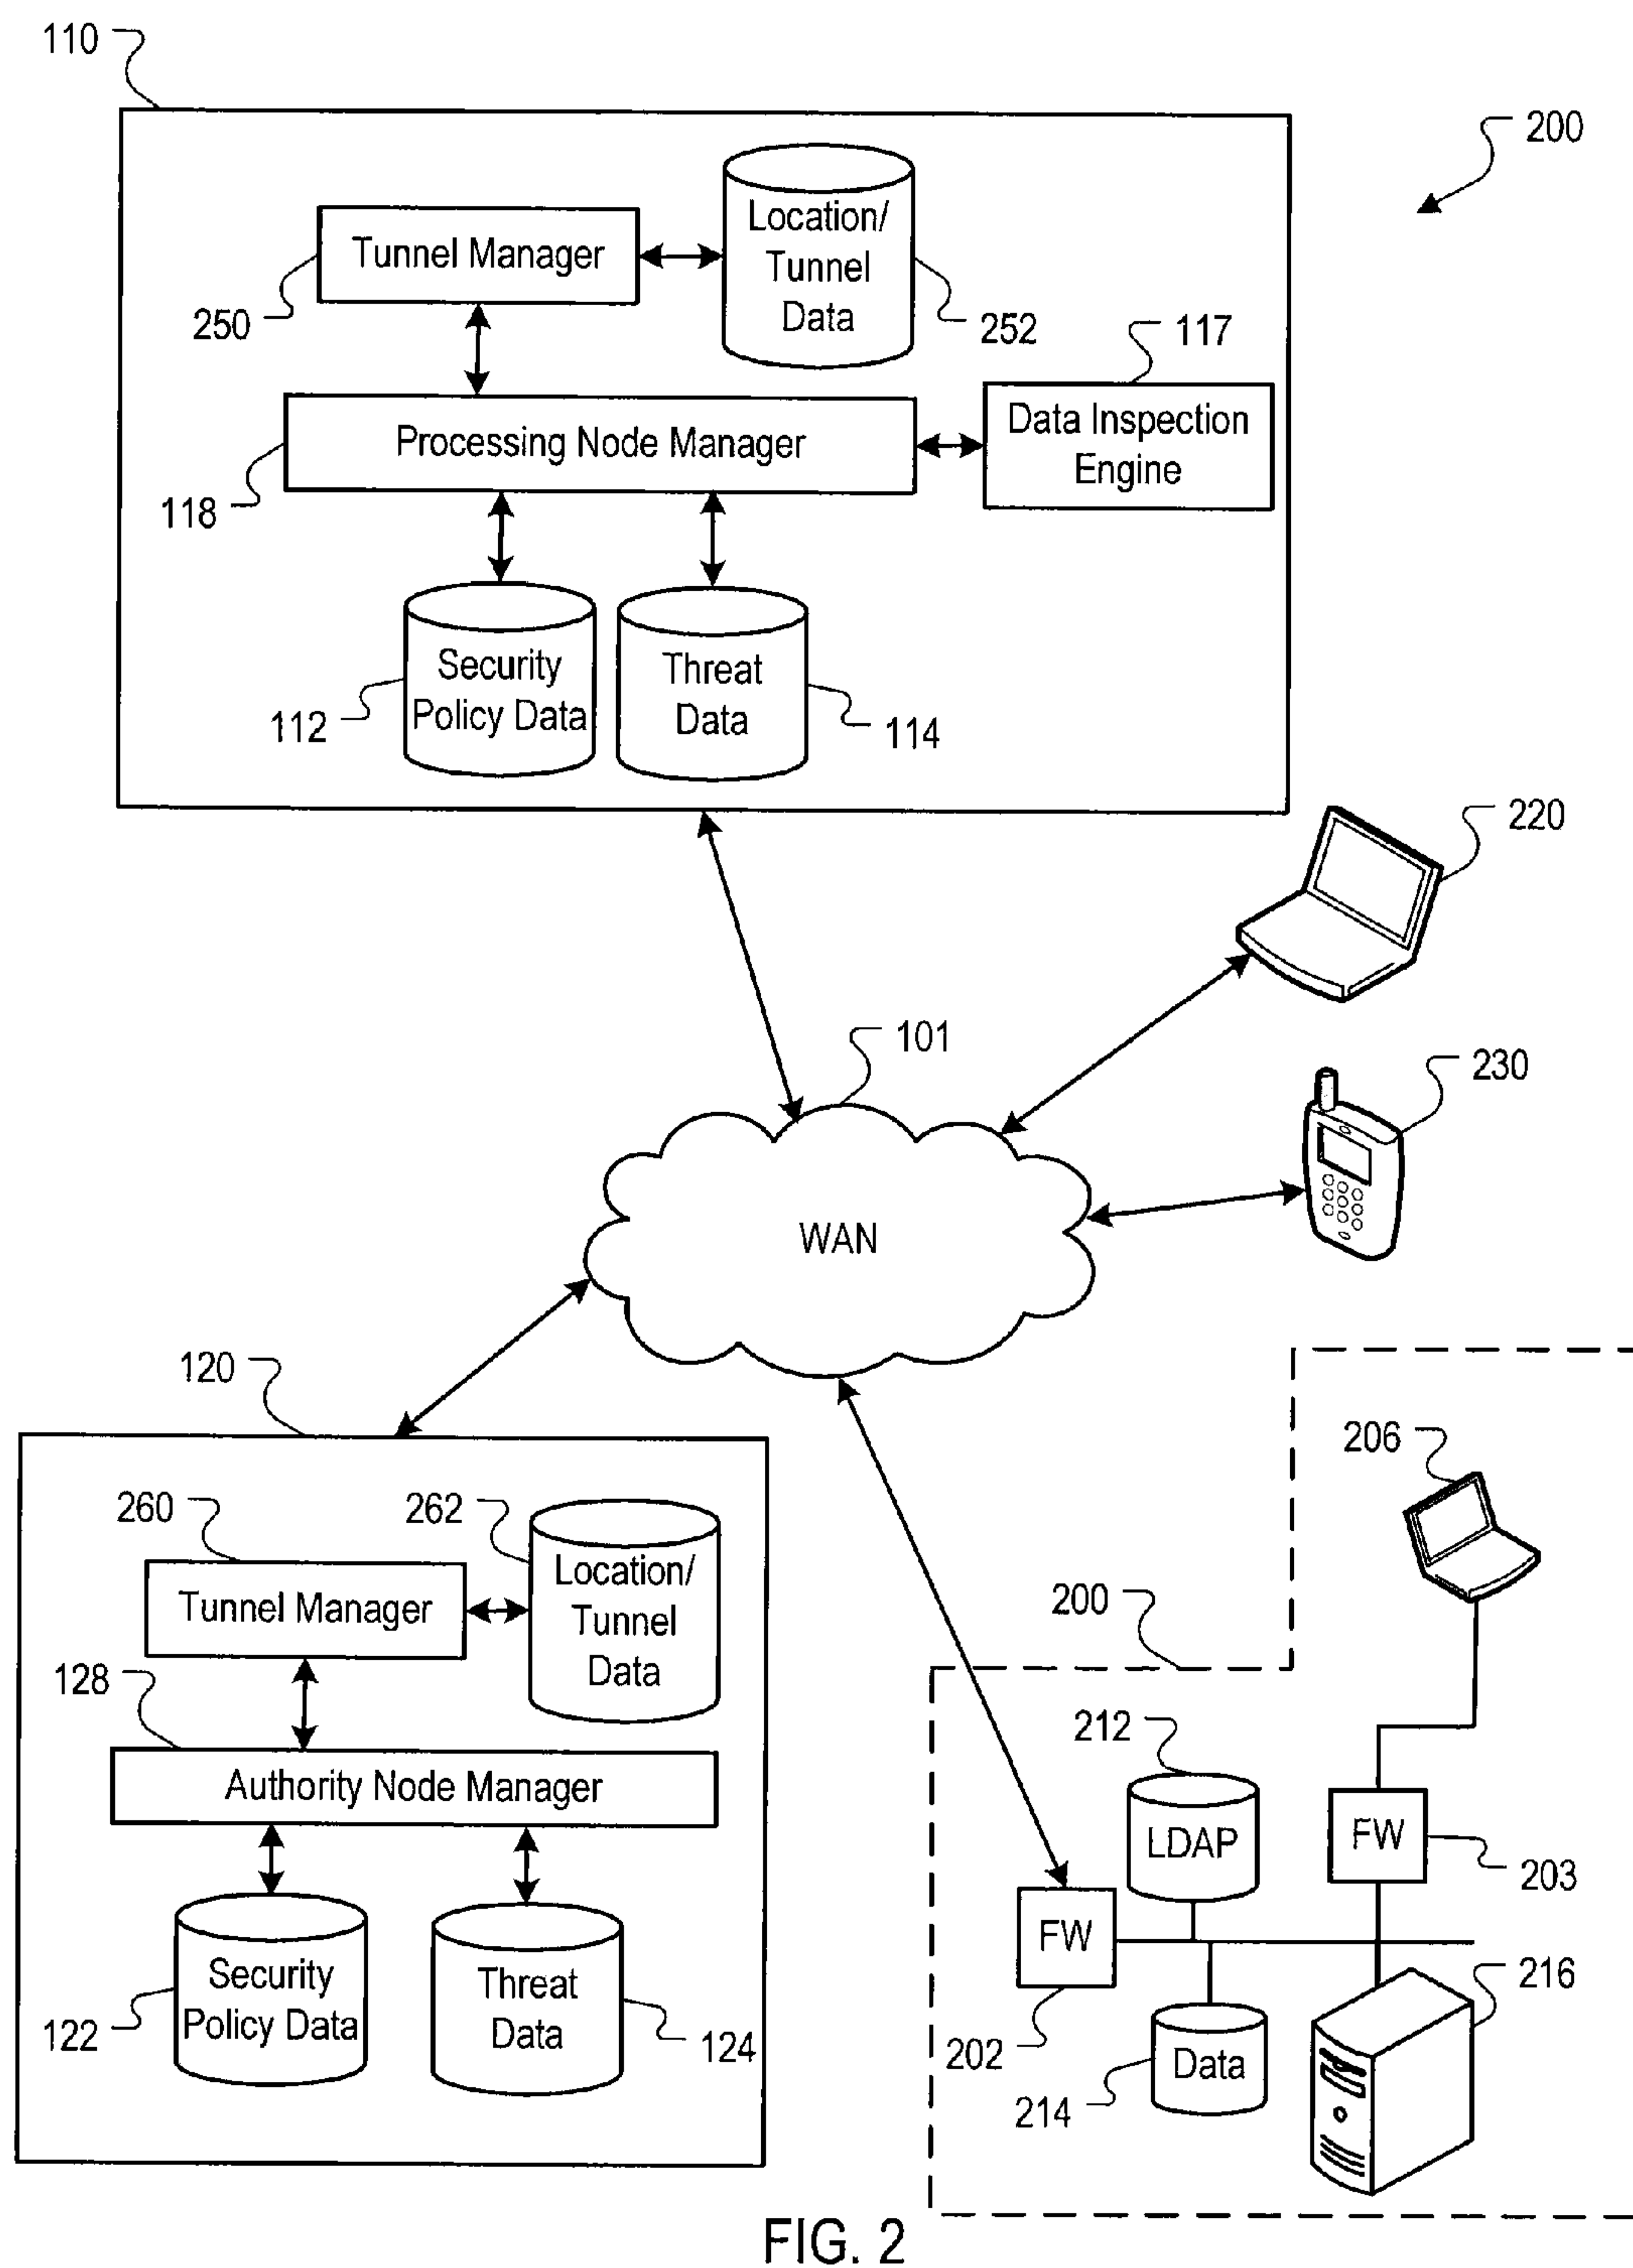 110
200
Location/
Tunnel
Data
Tunnel Manager
250
252
117
Data Inspection
Engine
Processing Node Manager
118
Security
Policy Data
Threat
Data
112
114
220
101
230
WAN
120
206
260
262
Location/
Tunnel
Data
Tunnel Manager
200
128
212
Authority Node Manager
LDAP
FW
203
FW
Security
Policy Data
Threat
Data
216
122
124
202
Data
214
FIG. 2